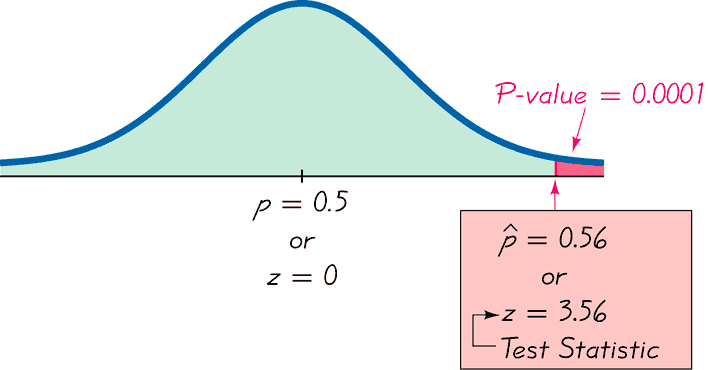 P-value = 0.0001
p = 0.5
or
z = 0
p̂ = 0.56
or
z = 3.56
Test Statistic